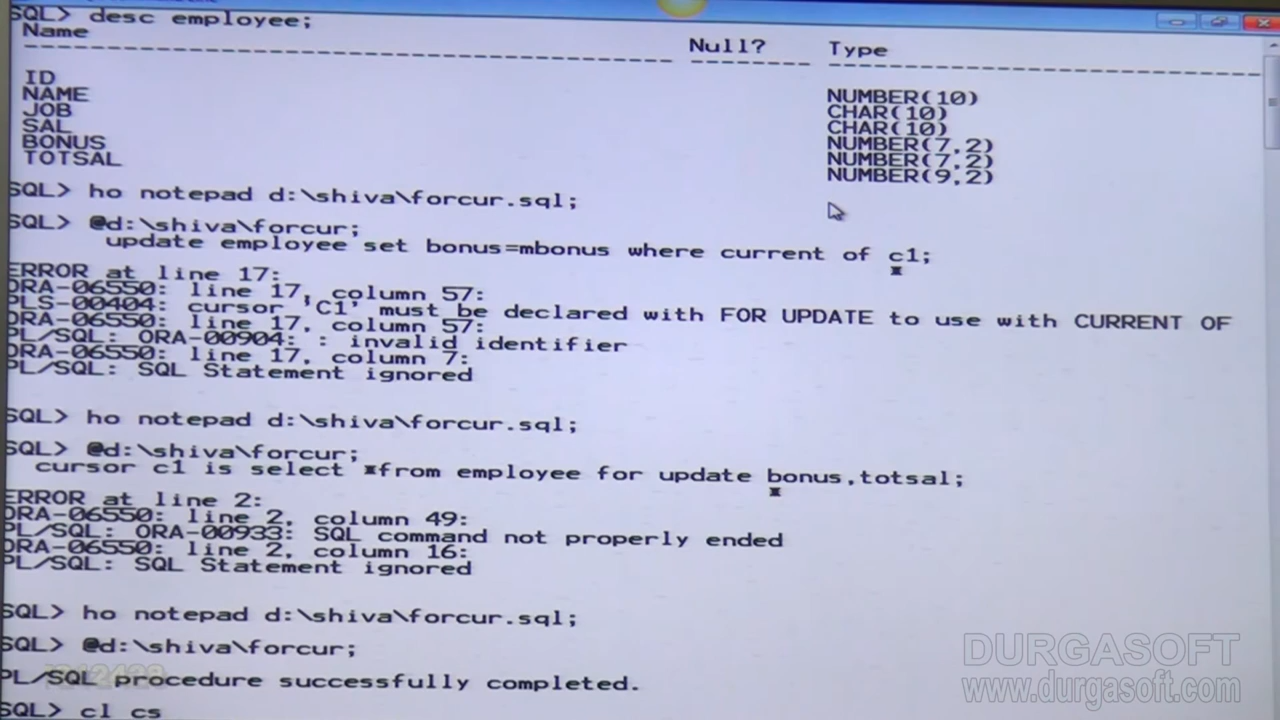 SQL> desc employee;
Name Null? Type
ID NUMBER(10)
NAME CHAR(10)
JOB CHAR(10)
SAL NUMBER(7,2)
BONUS NUMBER(7,2)
TOTSAL NUMBER(9,2)
SQL> ho notepad d:\shiva\forcur.sql;
SQL> @d:\shiva\forcur;
update employee set bonus=mbonus where current of c1;
*
ERROR at line 17:
ORA-06550: line 17, column 57:
PLS-00404: cursor 'C1' must be declared with FOR UPDATE to use with CURRENT OF
ORA-06550: line 17, column 57:
PL/SQL: ORA-00904: : invalid identifier
ORA-06550: line 17, column 7:
PL/SQL: SQL Statement ignored
SQL> ho notepad d:\shiva\forcur.sql;
SQL> @d:\shiva\forcur;
cursor c1 is select *from employee for update bonus,totsal;
*
ERROR at line 2:
ORA-06550: line 2, column 49:
PL/SQL: ORA-00933: SQL command not properly ended
ORA-06550: line 2, column 16:
PL/SQL: SQL Statement ignored
SQL> ho notepad d:\shiva\forcur.sql;
SQL> @d:\shiva\forcur;
PL/SQL procedure successfully completed.
SQL> cl cs
DURGASOFT
www.durgasoft.com